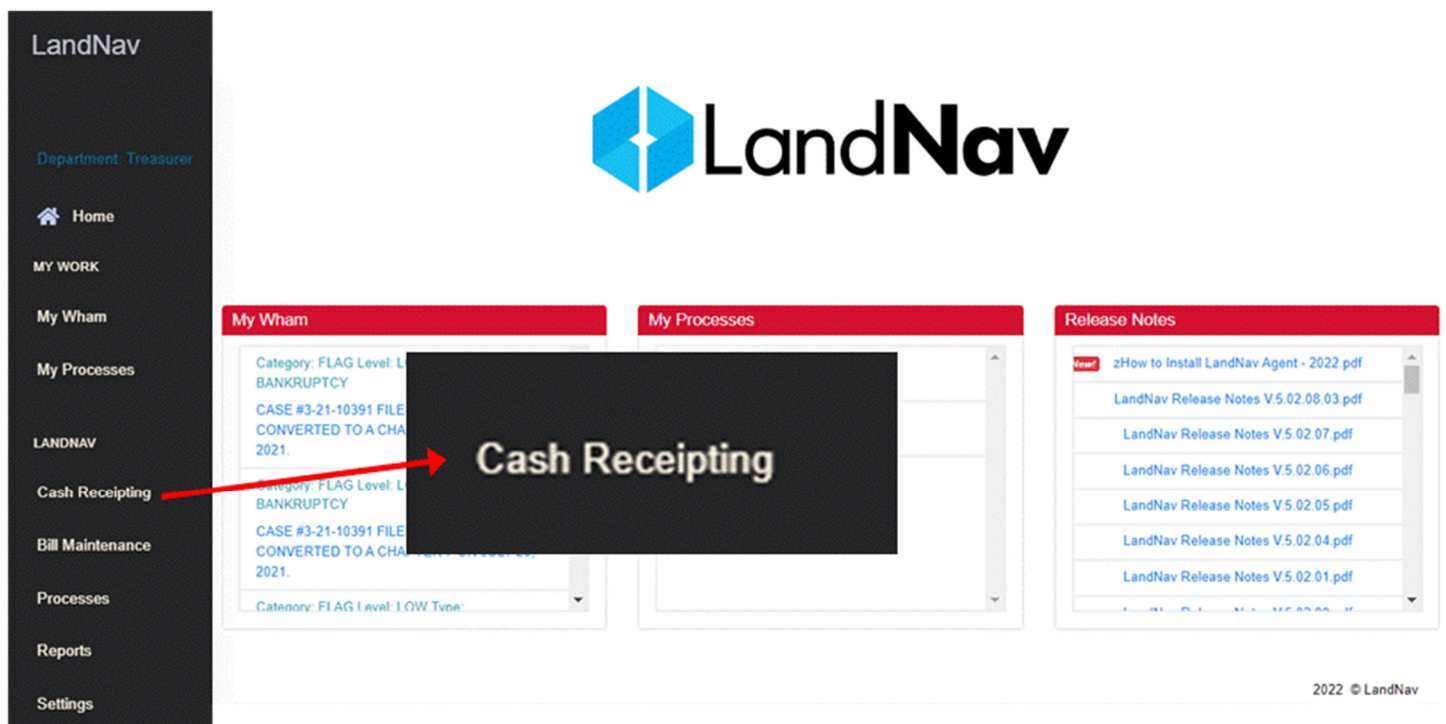 LandNav
Department: Treasurer
Home
MY WORK
My Wham
My Processes
LANDNAV
Cash Receipting
Bill Maintenance
Processes
Reports
Settings
LandNav
My Wham
Category: FLAG Level:
BANKRUPTCY
CASE #3-21-10391 FILE
CONVERTED TO A CHA
2021.
Category: FLAG Level:
BANKRUPTCY
CASE #3-21-10391 FILE
CONVERTED TO A CHA
2021.
Category: FLAG Level: LOW Type:
Cash Receipting
My Processes
Release Notes
New!
zHow to Install LandNav Agent - 2022.pdf
LandNav Release Notes V.5.02.08.03.pdf
LandNav Release Notes V.5.02.07.pdf
LandNav Release Notes V.5.02.06.pdf
LandNav Release Notes V.5.02.05.pdf
LandNav Release Notes V.5.02.04.pdf
LandNav Release Notes V.5.02.01.pdf
2022 © LandNav